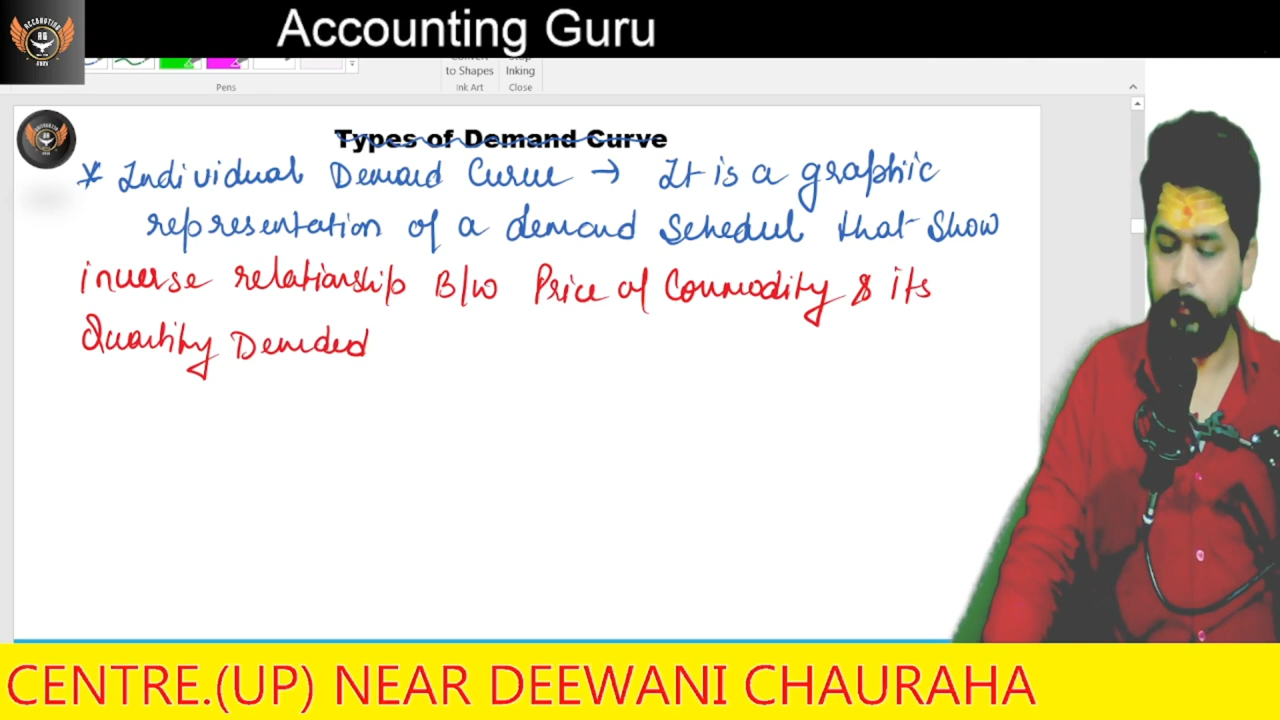 Accounting Guru
to Shapes
Inking
Pens
Ink Art
Close
Types of Demand Curve
* Individual Demand Curve → It is a graphic
representation of a demand Schedul that Show
inverse relationship B/w Price of Commodity & its
Quantity Demded
CENTRE.(UP) NEAR DEEWANI CHAURAHA